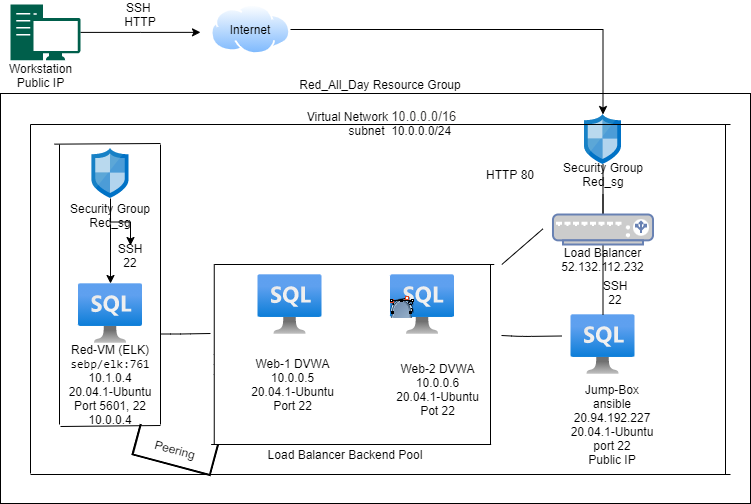 SSH
HTTP
Internet
Workstation
Public IP
Red_All_Day Resource Group
Virtual Network 10.0.0.0/16
subnet 10.0.0.0/24
Security Group
Red_sg
HTTP 80
Security Group
Red_sg
SSH
22
Load Balancer
52.132.112.232
SSH
22
SQL
Red-VM (ELK)
sebp/elk:761
10.1.0.4
20.04.1-Ubuntu
Port 5601, 22
10.0.0.4
SQL
Web-1 DVWA
10.0.0.5
20.04.1-Ubuntu
Port 22
SQL
Web-2 DVWA
10.0.0.6
20.04.1-Ubuntu
Pot 22
SQL
Jump-Box
ansible
20.94.192.227
20.04.1-Ubuntu
port 22
Public IP
Peering
Load Balancer Backend Pool